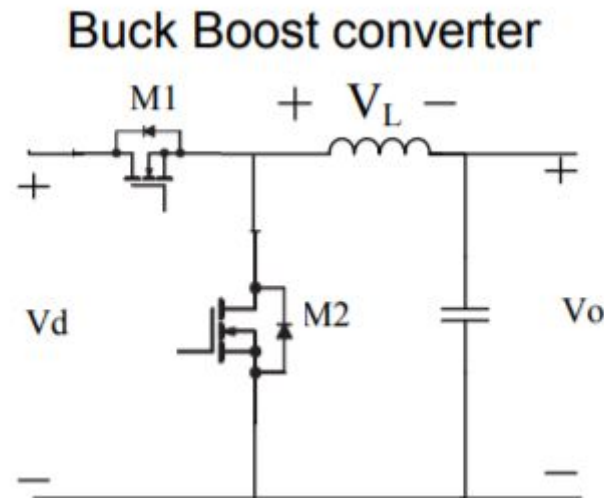 Buck Boost converter
M1
+ V_L −
+
+
Vd
M2
Vo
−
−